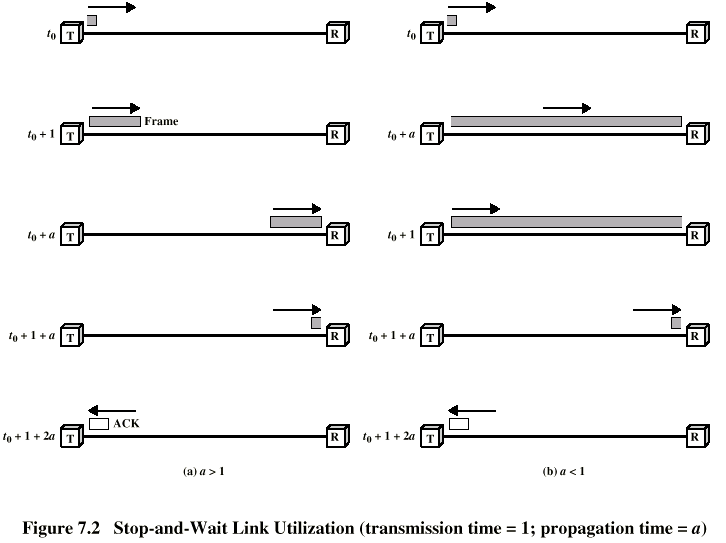 t0 T R t0 T R
t0 + 1 T Frame R t0 + a T R
t0 + a T R t0 + 1 T R
t0 + 1 + a T R t0 + 1 + a T R
t0 + 1 + 2a T ACK R t0 + 1 + 2a T R
(a) a > 1 (b) a < 1
Figure 7.2 Stop-and-Wait Link Utilization (transmission time = 1; propagation time = a)